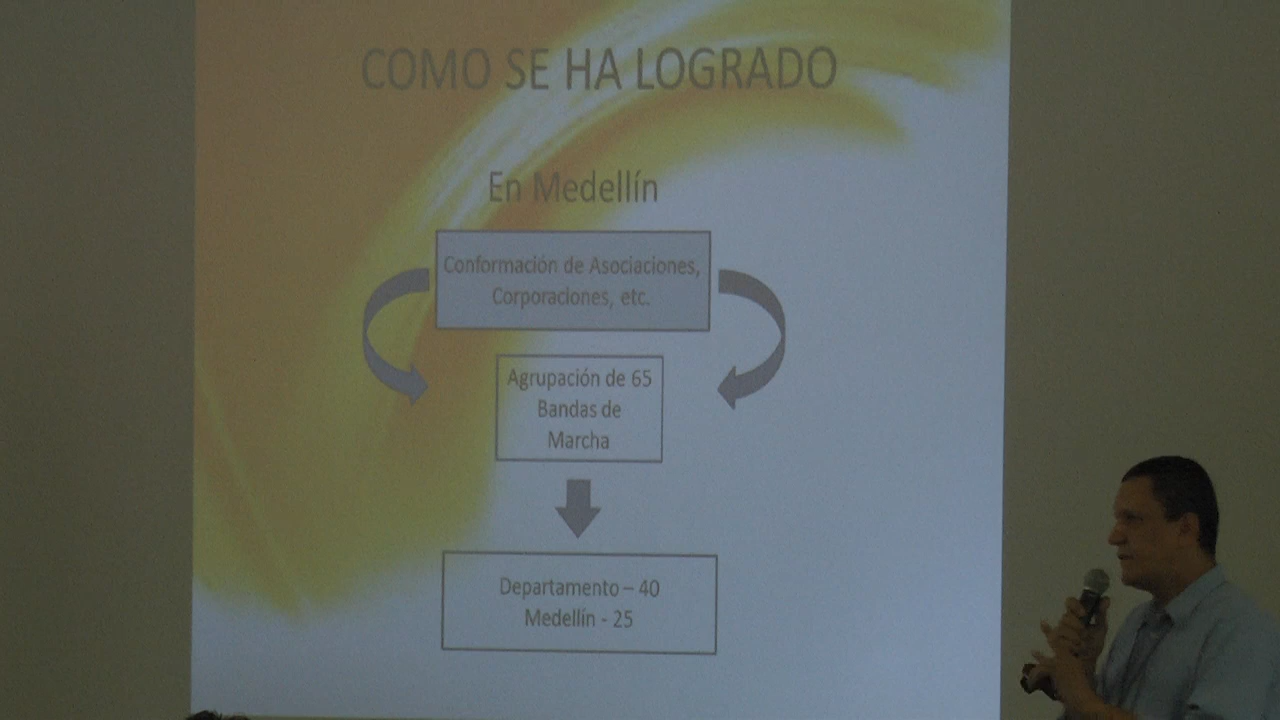 COMO SE HA LOGRADO
En Medellín
Conformación de Asociaciones,
Corporaciones, etc.
Agrupación de 65
Bandas de
Marcha
Departamento – 40
Medellín - 25